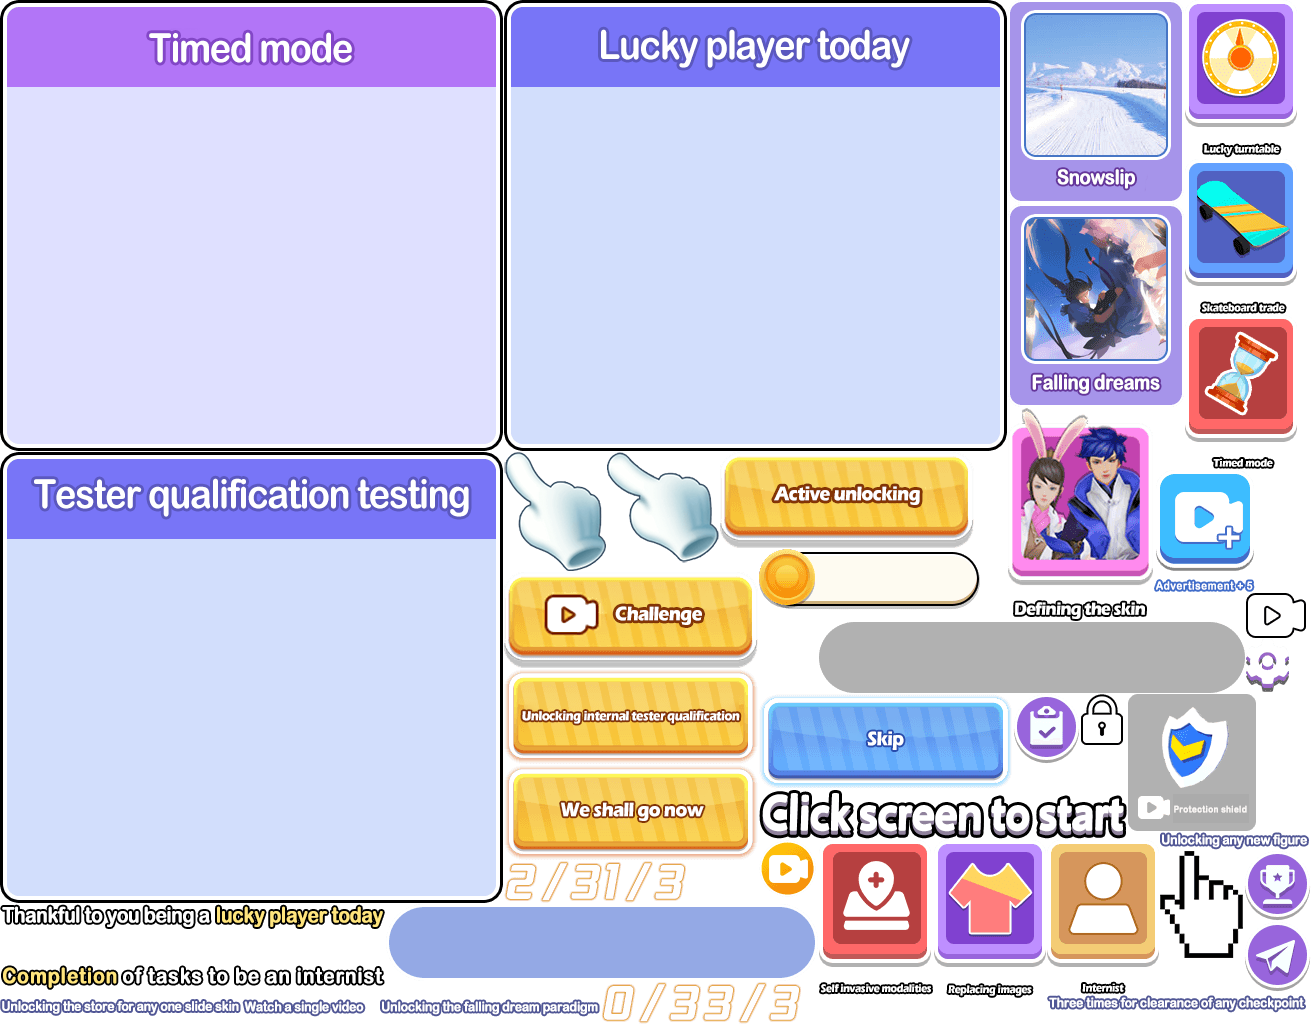 Timed mode
Lucky player today
Snowslip
Lucky turntable
Skateboard trade
Falling dreams
Timed mode
Tester qualification testing
Active unlocking
Advertisement + 5
Defining the skin
Challenge
Unlocking internal tester qualification
Skip
We shall go now
Click screen to start
Protection shield
Unlocking any new figure
2/31/3
Thankful to you being a lucky player today
Completion of tasks to be an internist
Self invasive modalities
Replacing images
Internist
Unlocking the store for any one slide skin
Watch a single video
Unlocking the falling dream paradigm
0/33/3
Three times for clearance of any checkpoint